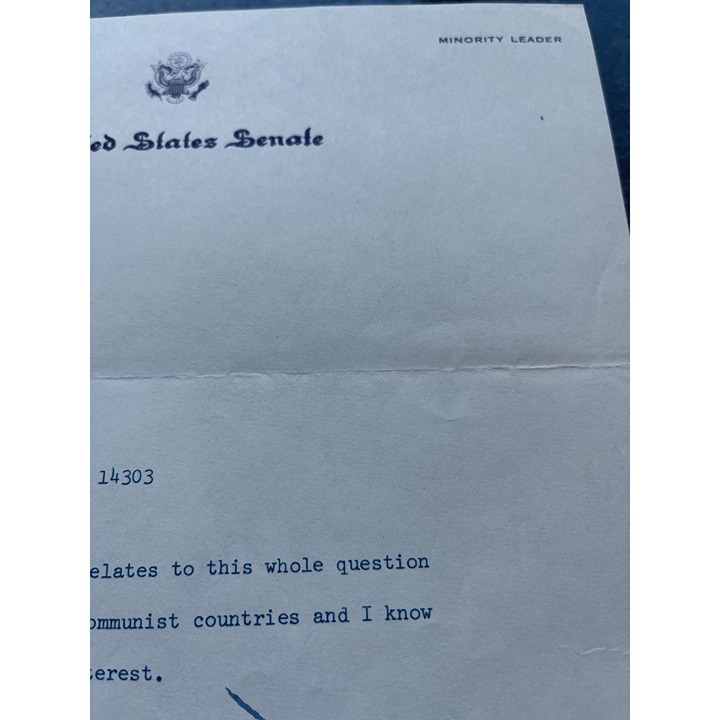 MINORITY LEADER
ed States Senate
14303
elates to this whole question
ommunist countries and I know
erest.